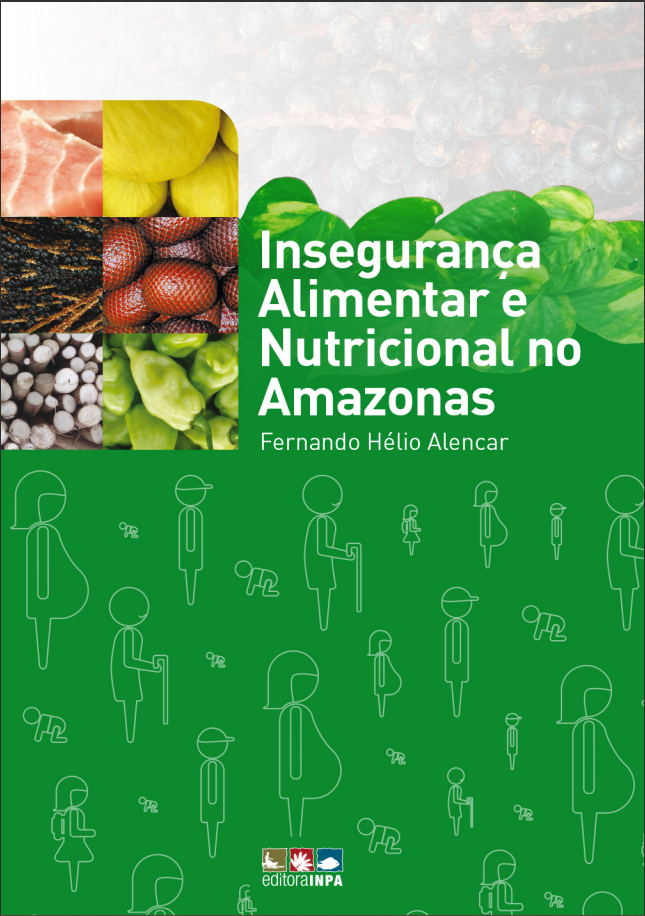 Insegurança
Alimentar e
Nutricional no
Amazonas
Fernando Hélio Alencar
editoraINPA